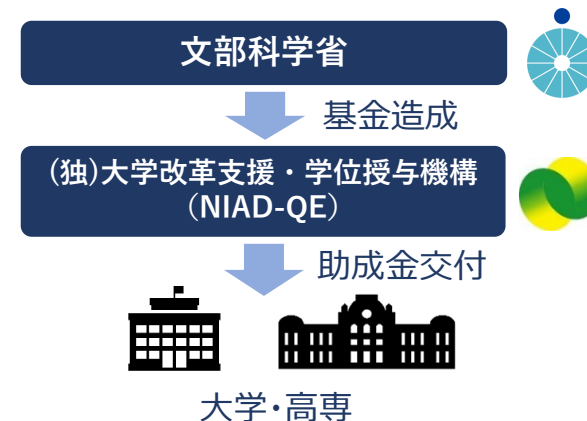 文部科学省
基金造成
(独)大学改革支援・学位授与機構
（NIAD-QE）
助成金交付
大学・高専